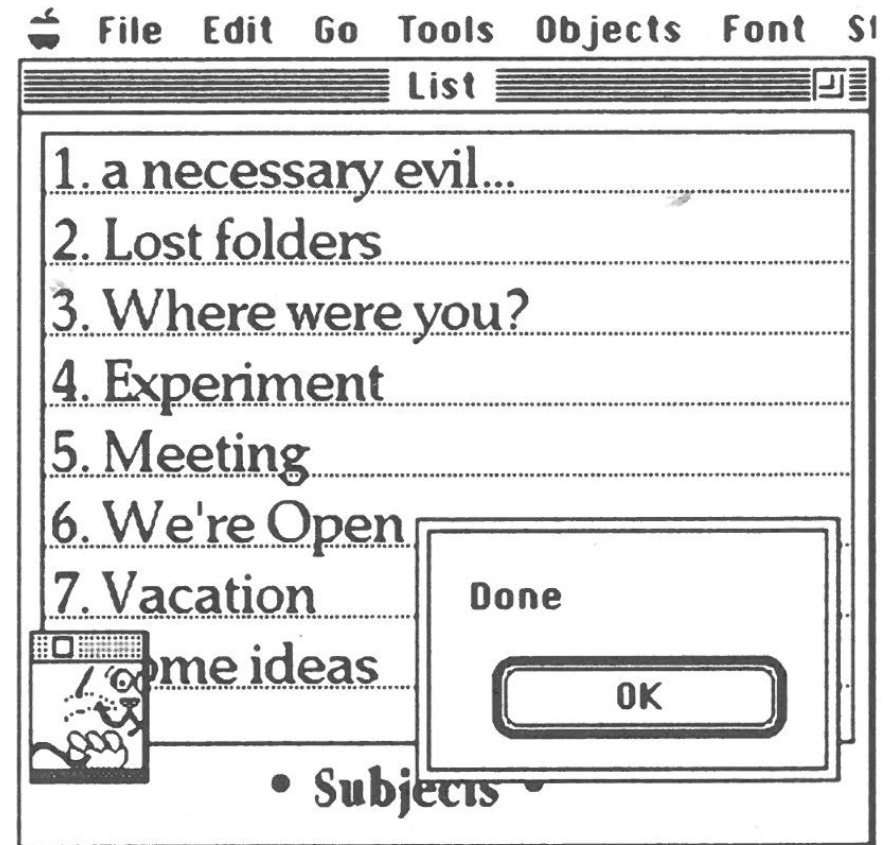 File Edit Go Tools Objects Font
List
1. a necessary evil...
2. Lost folders
3. Where were you?
4. Experiment
5. Meeting
6. We're Open
7. Vacation
ideas
Done
OK
• Subjects •